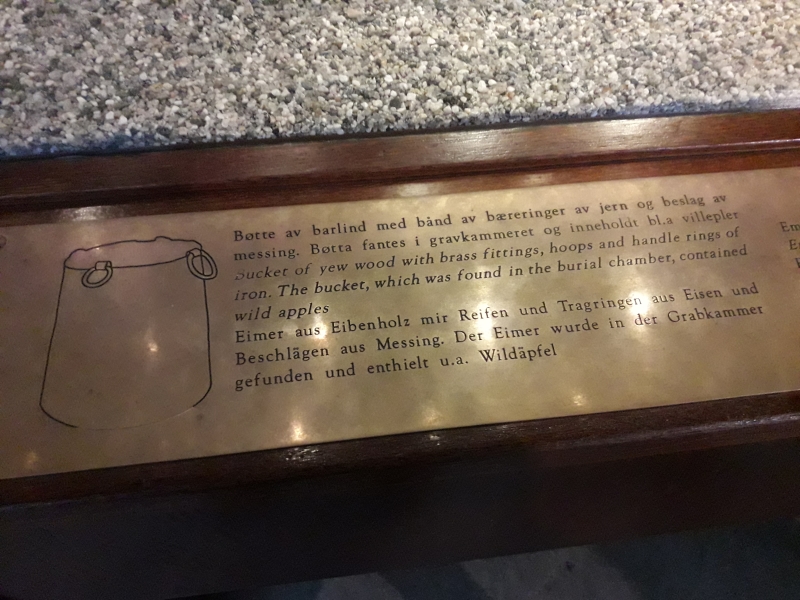 Bøtte av barlind med bånd av bæreringer av jern og beslag av
messing. Bøtta fantes i gravkammeret og inneholdt bl.a villepler
Bucket of yew wood with brass fittings, hoops and handle rings of
iron. The bucket, which was found in the burial chamber, contained
wild apples
Eimer aus Eibenholz mir Reifen und Tragringen aus Eisen und
Beschlägen aus Messing. Der Eimer wurde in der Grabkammer
gefunden und enthielt u.a. Wildäpfel